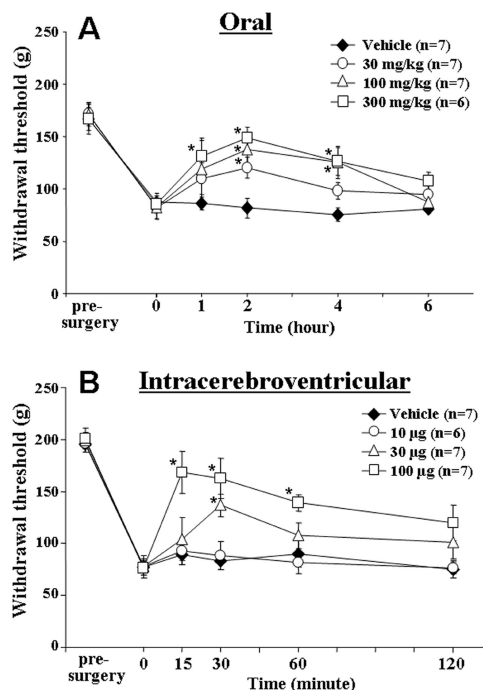 A
Oral
Withdrawal threshold (g)
250
200
150
100
50
0
Vehicle (n=7)
30 mg/kg (n=7)
100 mg/kg (n=7)
300 mg/kg (n=6)
*
*
*
*
*
*
pre-
surgery
0 1 2 4 6
Time (hour)
B
Intracerebroventricular
Withdrawal threshold (g)
250
200
150
100
50
0
Vehicle (n=7)
10 µg (n=6)
30 µg (n=7)
100 µg (n=7)
*
*
*
*
pre-
surgery
0 15 30 60 120
Time (minute)